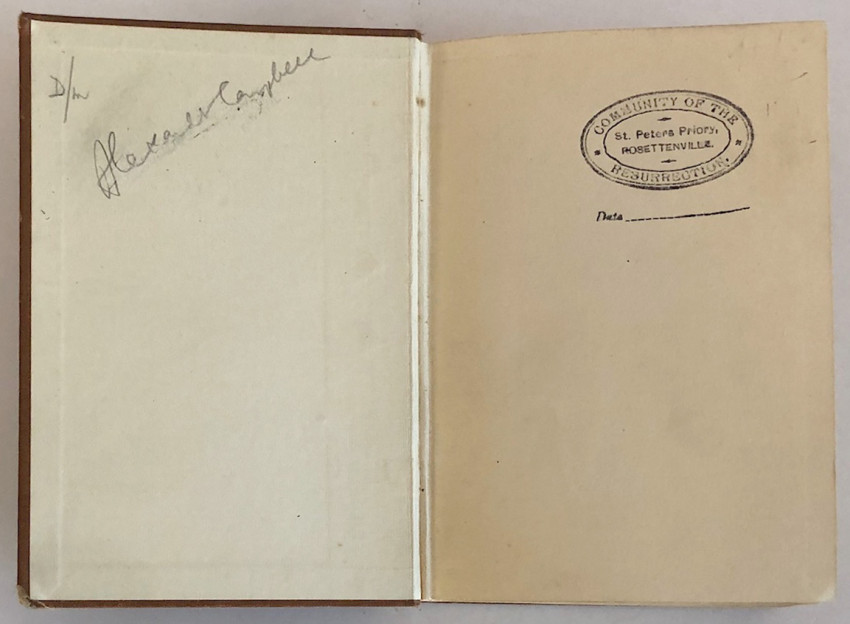 D/m
Alexander Campbell
COMMUNITY OF THE
St. Peters Priory,
ROSETTENVILLE.
RESURRECTION.
Date